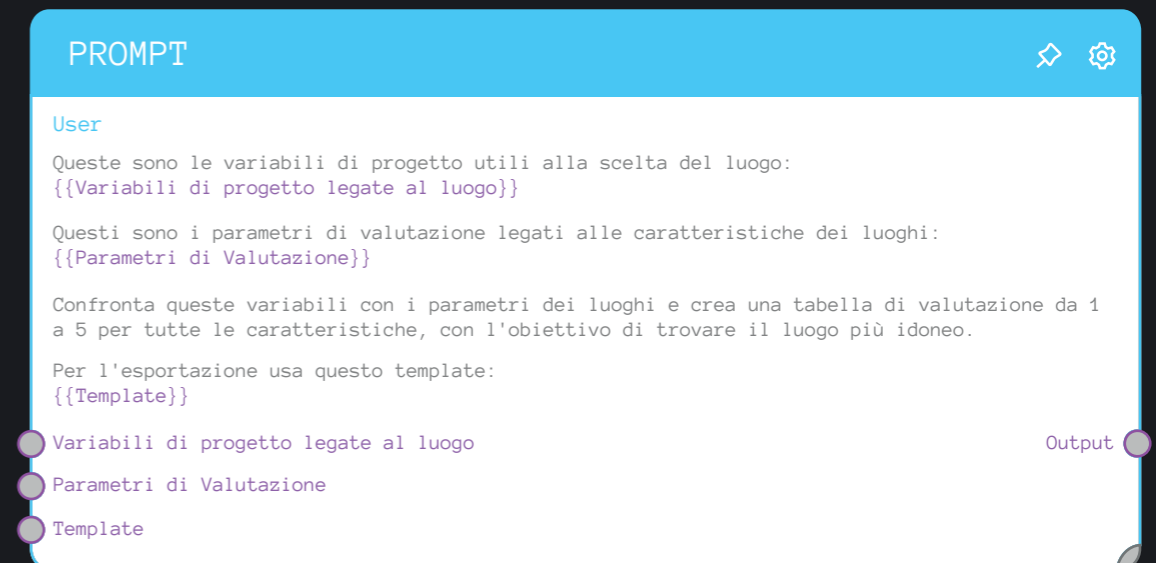 PROMPT
User
Queste sono le variabili di progetto utili alla scelta del luogo:
{{Variabili di progetto legate al luogo}}
Questi sono i parametri di valutazione legati alle caratteristiche dei luoghi:
{{Parametri di Valutazione}}
Confronta queste variabili con i parametri dei luoghi e crea una tabella di valutazione da 1
a 5 per tutte le caratteristiche, con l'obiettivo di trovare il luogo più idoneo.
Per l'esportazione usa questo template:
{{Template}}
Variabili di progetto legate al luogo
Output
Parametri di Valutazione
Template